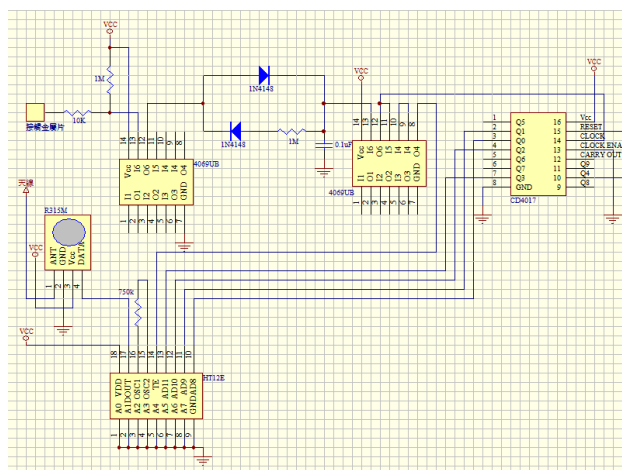 VCC
1M
10K
接觸金屬片
1N4148
1N4148
1M
0.1uF
VCC
VCC
14 13 12 11 10 9 8
Vcc I6 O6 I5 I4 O4
I1 O1 I2 O2 I3 O3 GND
1 2 3 4 5 6 7
4069UB
14 13 12 11 10 9 8
Vcc I6 O6 I4 O4
I1 O1 I2 O2 I3 O3 GND
1 2 3 4 5 6 7
4069UB
1 Q5 16 Vcc
2 Q1 15 RESET
3 Q0 14 CLOCK
4 Q2 13 CLOCK ENA
5 Q6 12 CARRY OUT
6 Q7 11 Q9
7 Q3 10 Q4
8 GND 9 Q8
CD4017
天線
R315M
VCC
ANT GND Vcc DATA
1 2 3 4
750k
VCC
18 17 16 15 14 13 12 11 10
VDD DOUT OSC1 OSC2 TE AD11 AD10 AD9 AD8
A0 A1 A2 A3 A4 A5 A6 A7 GND
1 2 3 4 5 6 7 8 9
HT12E